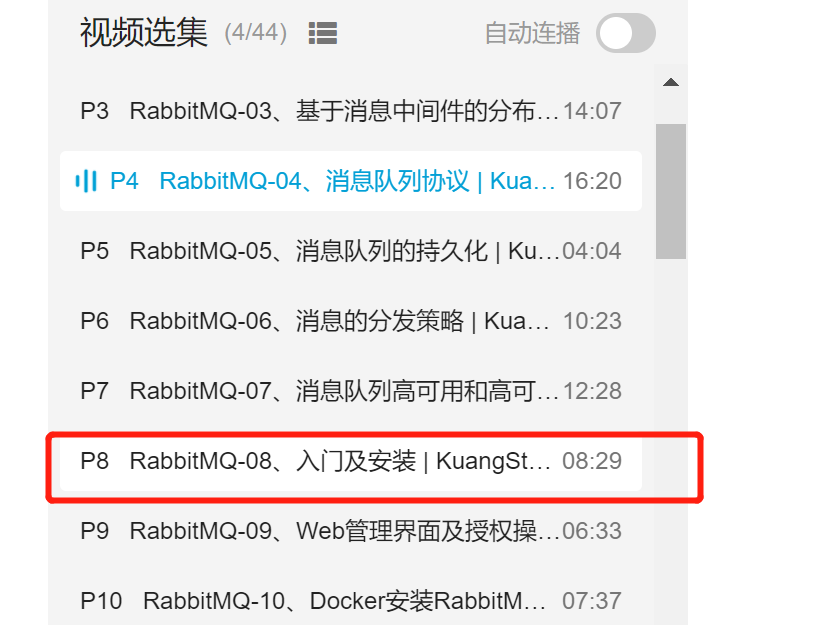 视频选集 (4/44) 自动连播
P3 RabbitMQ-03、基于消息中间件的分布… 14:07
P4 RabbitMQ-04、消息队列协议 | Kua… 16:20
P5 RabbitMQ-05、消息队列的持久化 | Ku… 04:04
P6 RabbitMQ-06、消息的分发策略 | Kua… 10:23
P7 RabbitMQ-07、消息队列高可用和高可… 12:28
P8 RabbitMQ-08、入门及安装 | KuangSt… 08:29
P9 RabbitMQ-09、Web管理界面及授权操… 06:33
P10 RabbitMQ-10、Docker安装RabbitM… 07:37